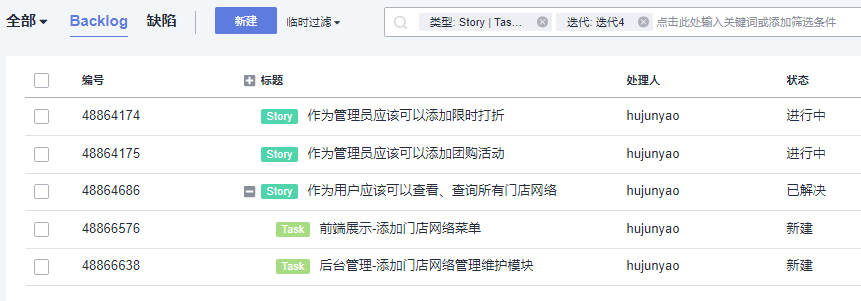 全部 Backlog 缺陷 新建 临时过滤 类型: Story | Tas... 迭代: 迭代4 点击此处输入关键词或添加筛选条件
编号 标题 处理人 状态
48864174 Story 作为管理员应该可以添加限时打折 hujunyao 进行中
48864175 Story 作为管理员应该可以添加团购活动 hujunyao 进行中
48864686 Story 作为用户应该可以查看、查询所有门店网络 hujunyao 已解决
48866576 Task 前端展示-添加门店网络菜单 hujunyao 新建
48866638 Task 后台管理-添加门店网络管理维护模块 hujunyao 新建